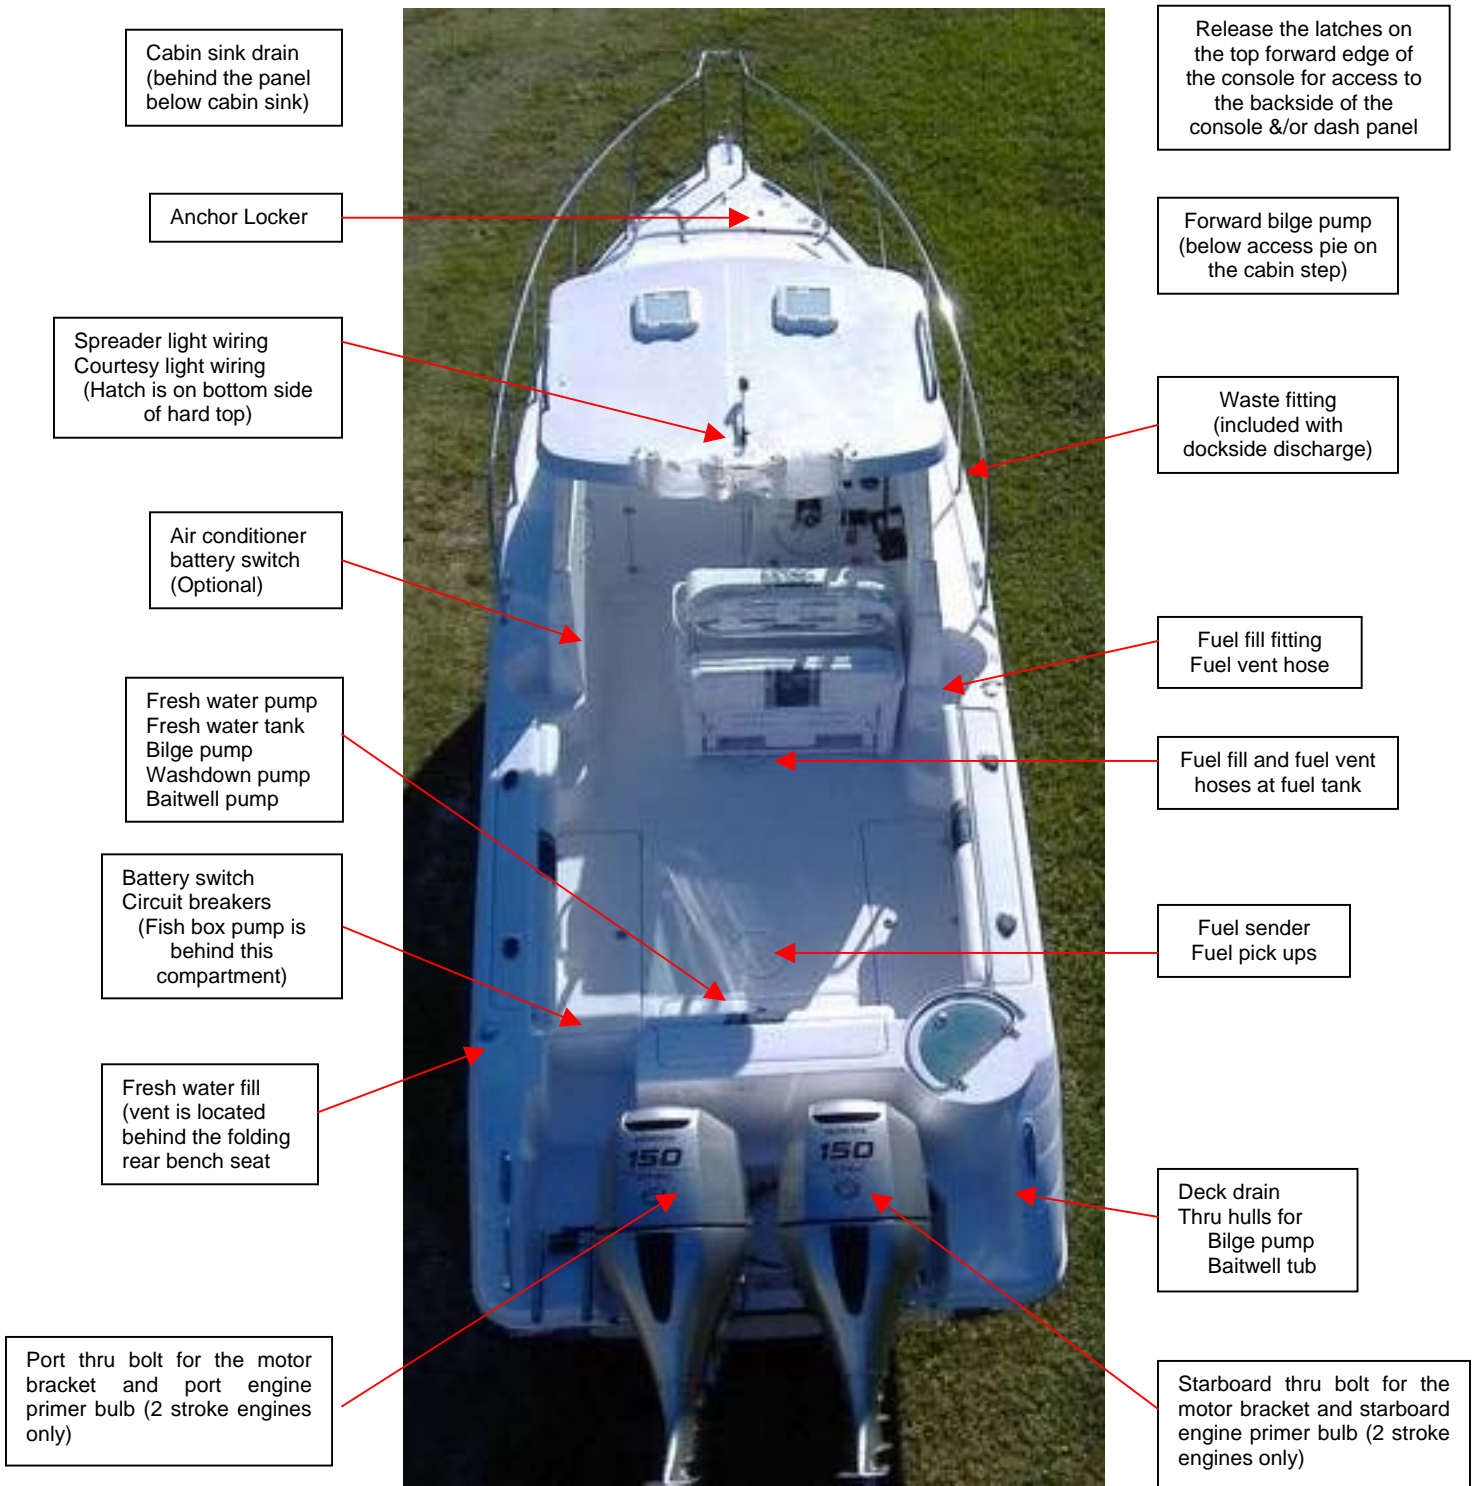 Cabin sink drain
(behind the panel
below cabin sink)
Release the latches on
the top forward edge of
the console for access to
the backside of the
console &/or dash panel
Anchor Locker
Forward bilge pump
(below access pie on
the cabin step)
Spreader light wiring
Courtesy light wiring
(Hatch is on bottom side
of hard top)
Waste fitting
(included with
dockside discharge)
Air conditioner
battery switch
(Optional)
Fuel fill fitting
Fuel vent hose
Fresh water pump
Fresh water tank
Bilge pump
Washdown pump
Baitwell pump
Fuel fill and fuel vent
hoses at fuel tank
Battery switch
Circuit breakers
(Fish box pump is
behind this
compartment)
Fuel sender
Fuel pick ups
Fresh water fill
(vent is located
behind the folding
rear bench seat
150
150
Deck drain
Thru hulls for
Bilge pump
Baitwell tub
Port thru bolt for the motor
bracket and port engine
primer bulb (2 stroke engines
only)
Starboard thru bolt for the
motor bracket and starboard
engine primer bulb (2 stroke
engines only)